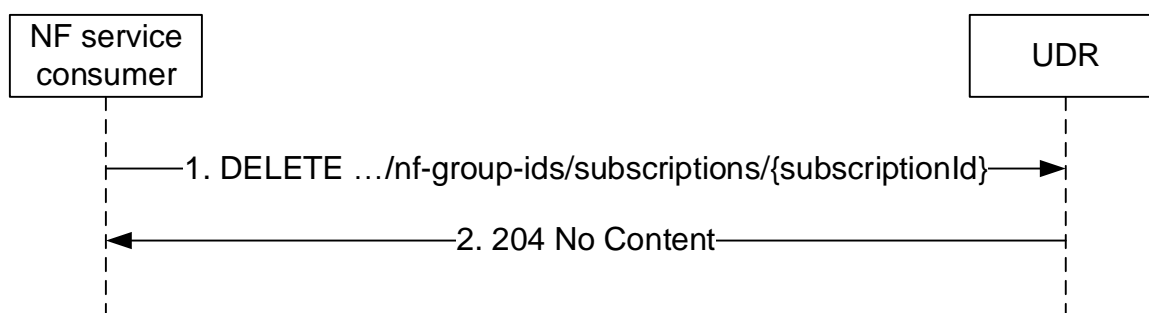 NF service
consumer
UDR
1. DELETE …/nf-group-ids/subscriptions/{subscriptionId}
2. 204 No Content